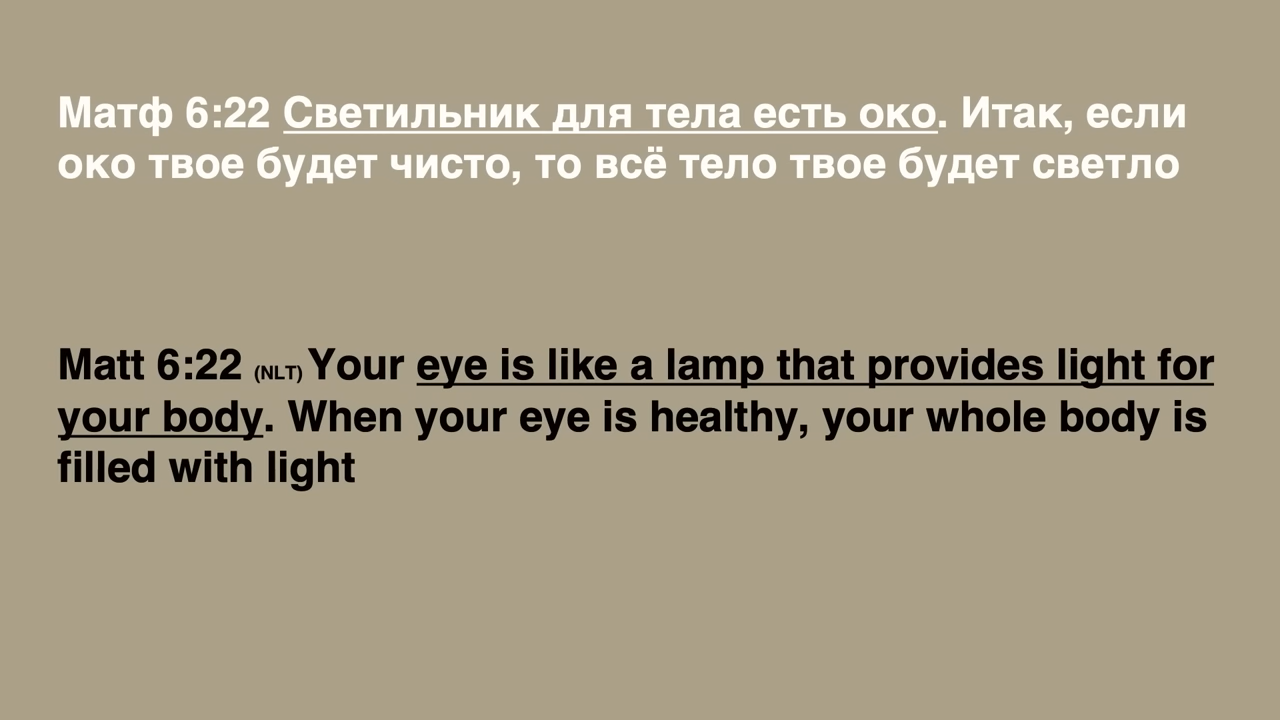 Матф 6:22 Светильник для тела есть око. Итак, если
око твое будет чисто, то всё тело твое будет светло
Matt 6:22 (NLT) Your eye is like a lamp that provides light for
your body. When your eye is healthy, your whole body is
filled with light